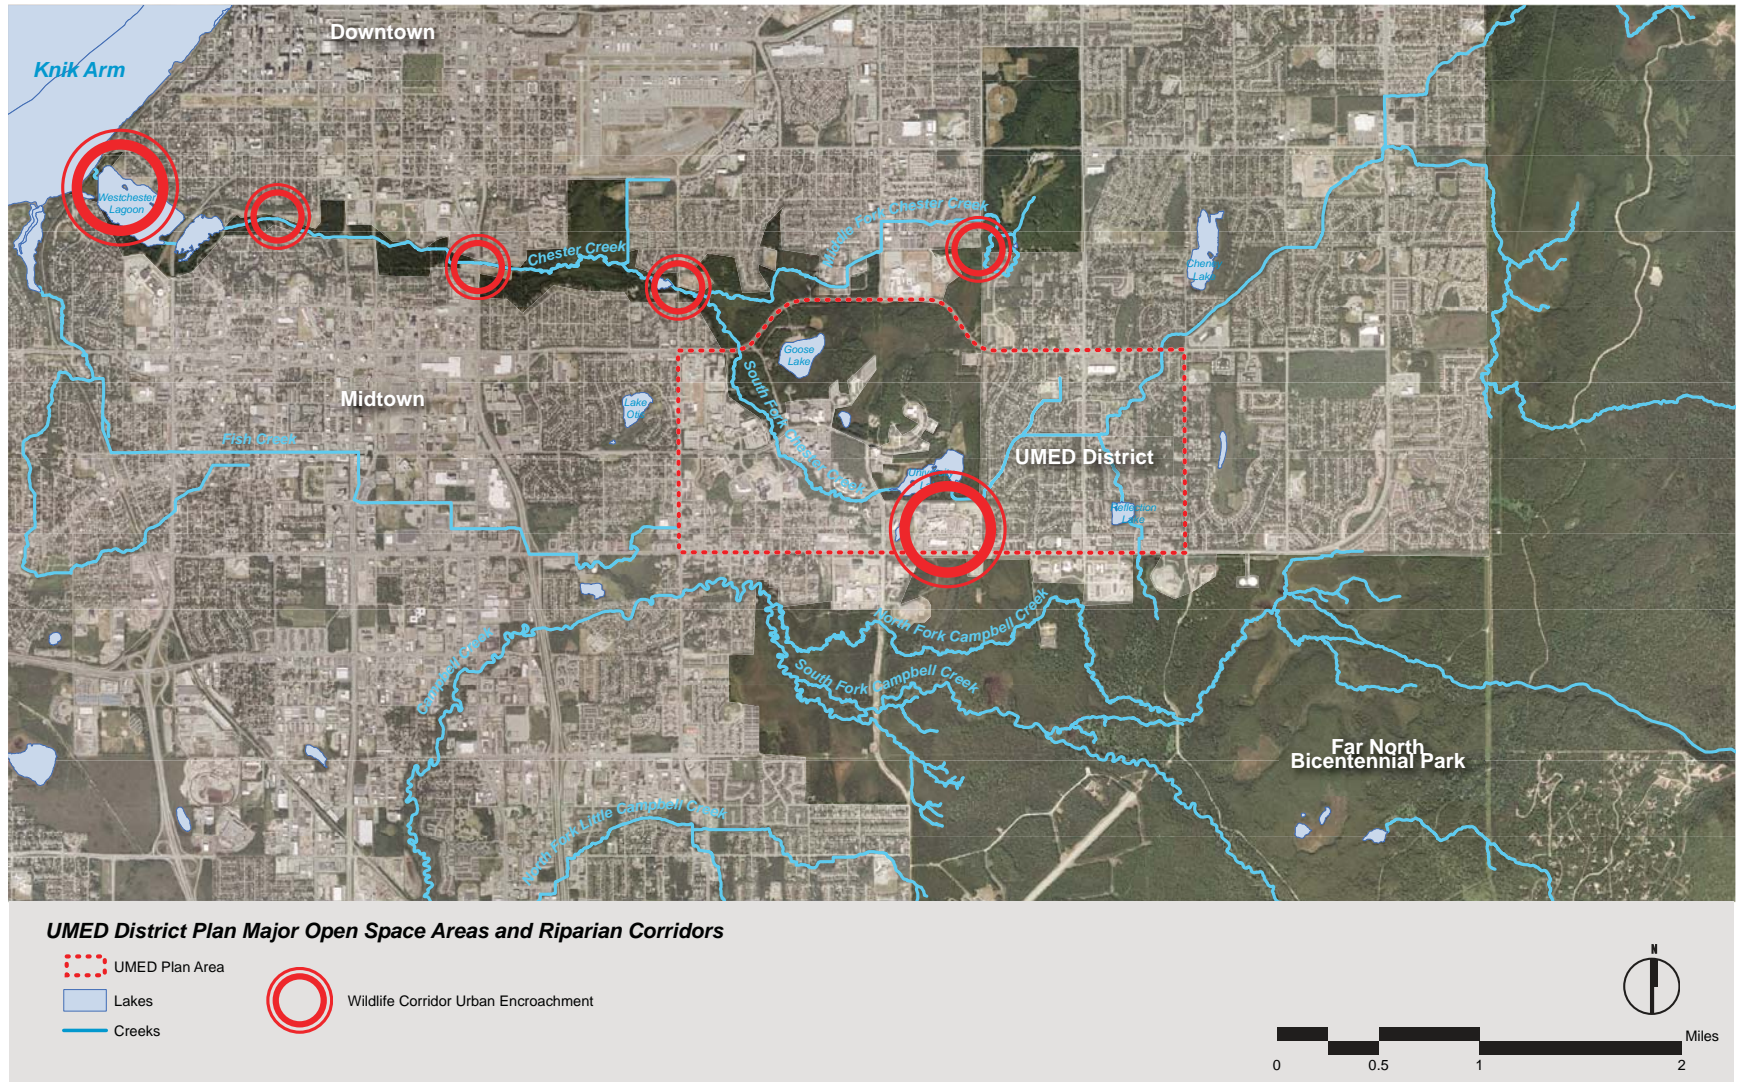 Downtown
Knik Arm
Westchester
Lagoon
Chester Creek
Middle Fork Chester Creek
Lake
Goose
Lake
South Fork Chester Creek
Lake
Midtown
Fish Creek
UMED District
Reflection
Lake
North Fork Campbell Creek
Campbell Creek
South Fork Campbell Creek
Far North
Bicentennial Park
North Fork Little Campbell Creek
UMED District Plan Major Open Space Areas and Riparian Corridors
UMED Plan Area
Lakes
Creeks
Wildlife Corridor Urban Encroachment
N
Miles
0 0.5 1 2